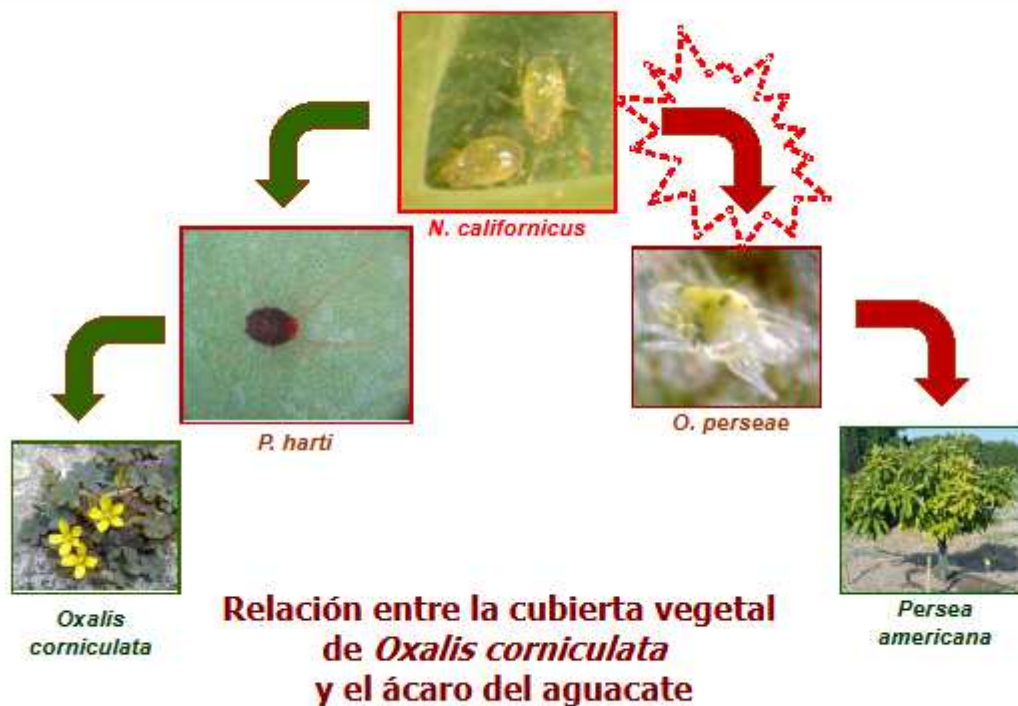 N. californicus
P. harti
O. perseae
Oxalis
corniculata
Persea
americana
Relación entre la cubierta vegetal
de Oxalis corniculata
y el ácaro del aguacate